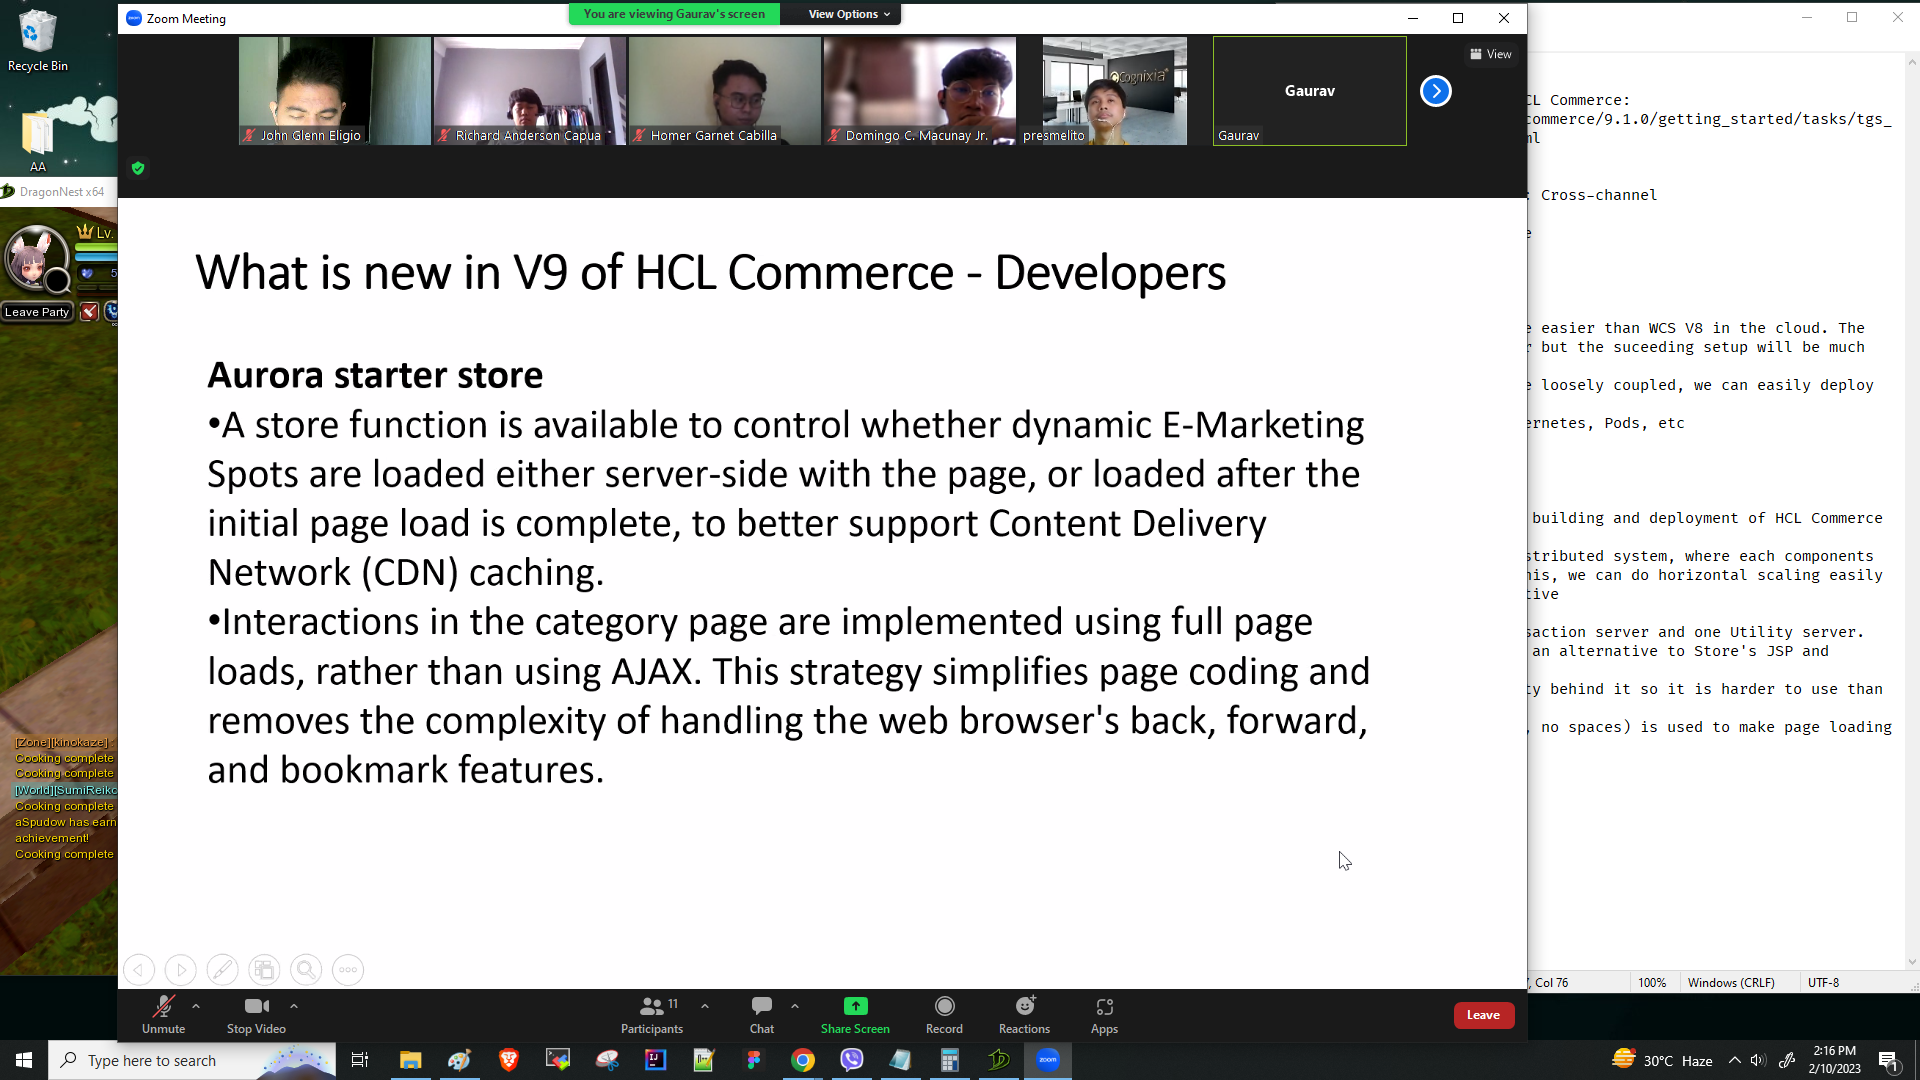 Recycle Bin
AA
DragonNest x64
Lv.
5
Leave Party
[Zone][kinokaze] :
Cooking complete
Cooking complete
[World][SumiReiko
Cooking complete
aSpudow has earn
achievement!
Cooking complete
Zoom Meeting
You are viewing Gaurav's screen
View Options
John Glenn Eligio
Richard Anderson Capua
Homer Garnet Cabilla
Domingo C. Macunay Jr.
Cognixia
presmelito
Gaurav
Gaurav
View
What is new in V9 of HCL Commerce - Developers
Aurora starter store
•A store function is available to control whether dynamic E-Marketing
Spots are loaded either server-side with the page, or loaded after the
initial page load is complete, to better support Content Delivery
Network (CDN) caching.
•Interactions in the category page are implemented using full page
loads, rather than using AJAX. This strategy simplifies page coding and
removes the complexity of handling the web browser's back, forward,
and bookmark features.
CL Commerce:
commerce/9.1.0/getting_started/tasks/tgs_
ml
: Cross-channel
e
e easier than WCS V8 in the cloud. The
r but the suceeding setup will be much
e loosely coupled, we can easily deploy
ernetes, Pods, etc
building and deployment of HCL Commerce
stributed system, where each components
his, we can do horizontal scaling easily
tive
saction server and one Utility server.
an alternative to Store's JSP and
ty behind it so it is harder to use than
, no spaces) is used to make page loading
, Col 76
100%
Windows (CRLF)
UTF-8
Unmute
Stop Video
11
Participants
Chat
Share Screen
Record
Reactions
Apps
Leave
Type here to search
zoom
30°C Haze
2:16 PM
2/10/2023
1